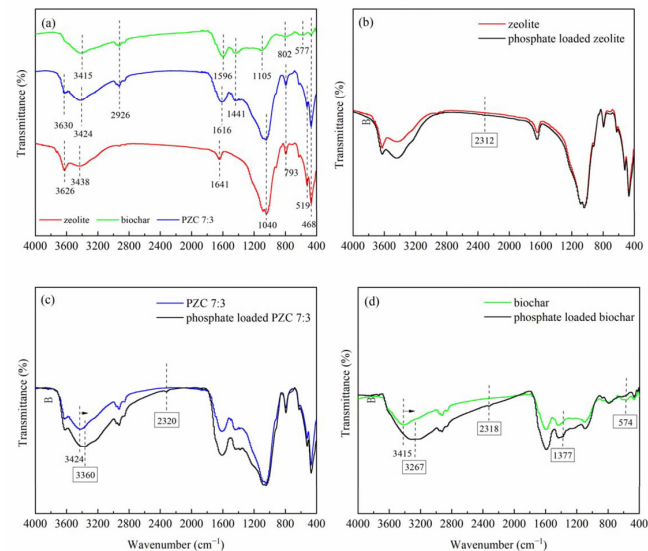 (a)
3415
2926
1596
1441
1105
802
577
3630
3424
1616
3626
3438
1641
793
519
1040
468
zeolite
biochar
PZC 7:3
Transmittance (%)
4000 3600 3200 2800 2400 2000 1600 1200 800 400
(b)
zeolite
phosphate loaded zeolite
B
2312
Transmittance (%)
4000 3600 3200 2800 2400 2000 1600 1200 800 400
(c)
PZC 7:3
phosphate loaded PZC 7:3
B
2320
3424
3360
Transmittance (%)
4000 3600 3200 2800 2400 2000 1600 1200 800 400
Wavenumber (cm⁻¹)
(d)
biochar
phosphate loaded biochar
B
2318
574
3415
3267
1377
Transmittance (%)
4000 3600 3200 2800 2400 2000 1600 1200 800 400
Wavenumber (cm⁻¹)